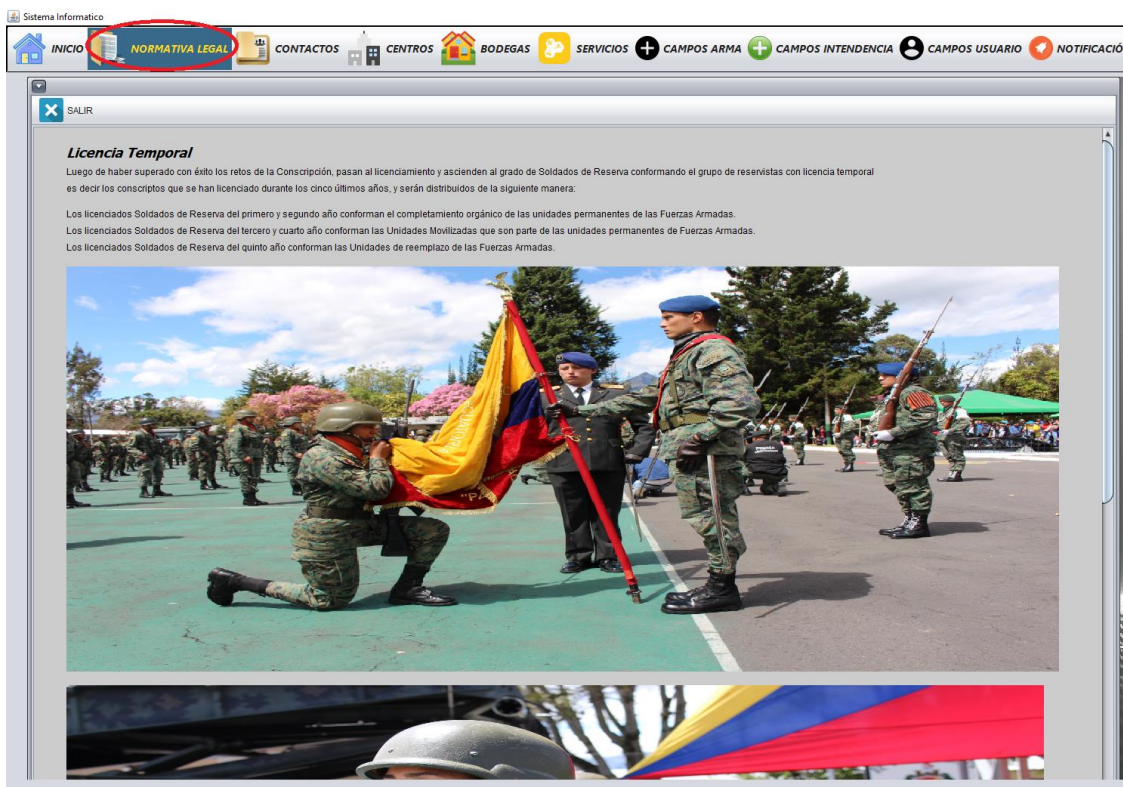 Sistema Informatico
INICIO NORMATIVA LEGAL CONTACTOS CENTROS BODEGAS SERVICIOS CAMPOS ARMA CAMPOS INTENDENCIA CAMPOS USUARIO NOTIFICACIÓ
SALIR
Licencia Temporal
Luego de haber superado con éxito los retos de la Conscripción, pasan al licenciamiento y ascienden al grado de Soldados de Reserva conformando el grupo de reservistas con licencia temporal
es decir los conscriptos que se han licenciado durante los cinco últimos años, y serán distribuidos de la siguiente manera:
Los licenciados Soldados de Reserva del primero y segundo año conforman el completamiento orgánico de las unidades permanentes de las Fuerzas Armadas.
Los licenciados Soldados de Reserva del tercero y cuarto año conforman las Unidades Movilizadas que son parte de las unidades permanentes de Fuerzas Armadas.
Los licenciados Soldados de Reserva del quinto año conforman las Unidades de reemplazo de las Fuerzas Armadas.